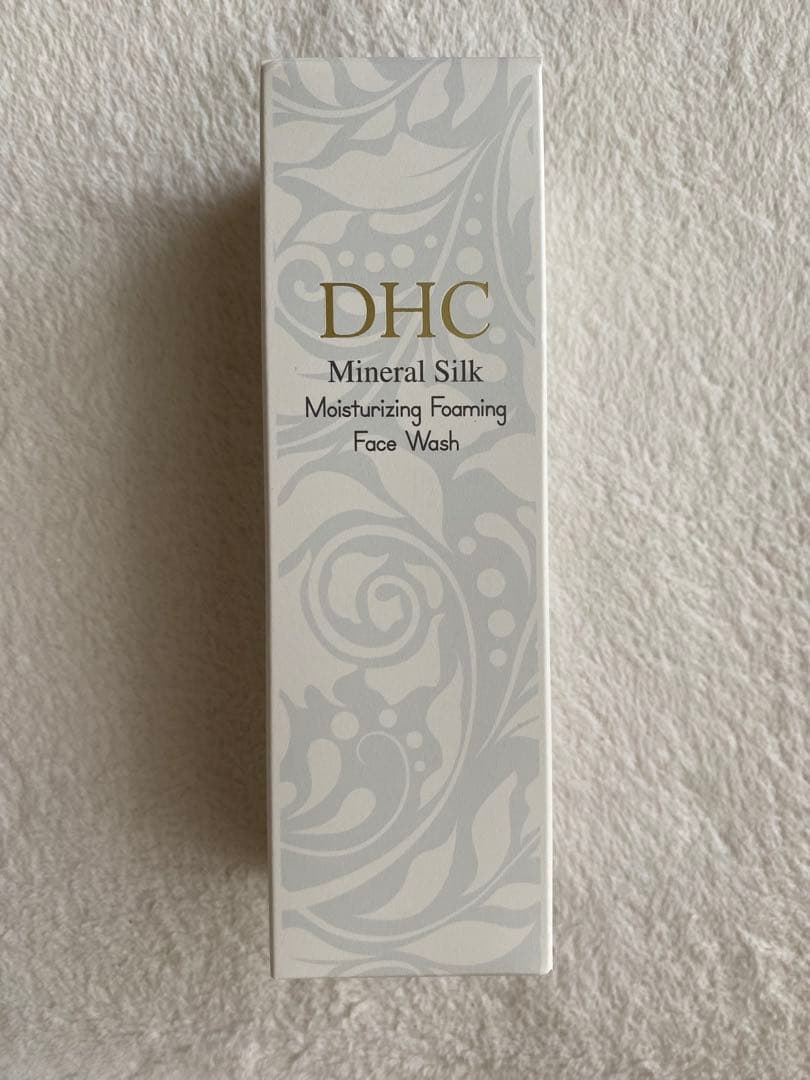 DHC
Mineral Silk
Moisturizing Foaming
Face Wash